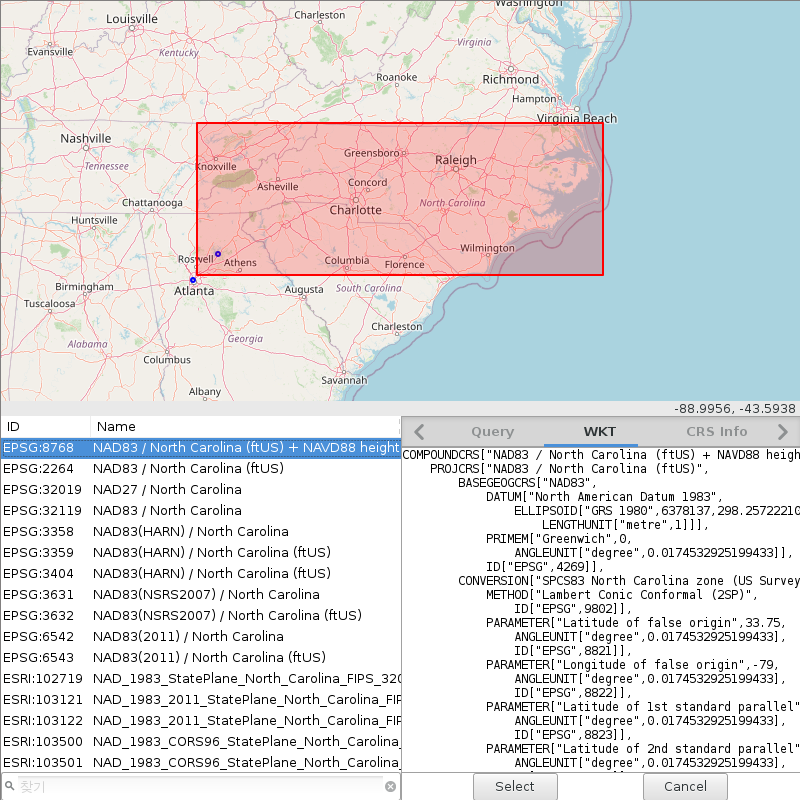 Washington
Charleston
Louisville
Evansville
Virginia
Kentucky
Roanoke
Richmond
Hampton
Virginia Beach
Nashville
Greensboro
Raleigh
Tennessee
Knoxville
Asheville
Concord
Chattanooga
North Carolina
Charlotte
Huntsville
Wilmington
Roswell
Athens
Columbia
Florence
Birmingham
Atlanta
Augusta
South Carolina
Tuscaloosa
Charleston
Alabama
Georgia
Columbus
Savannah
Albany
-88.9956, -43.5938
ID Name
EPSG:8768 NAD83 / North Carolina (ftUS) + NAVD88 height
EPSG:2264 NAD83 / North Carolina (ftUS)
EPSG:32019 NAD27 / North Carolina
EPSG:32119 NAD83 / North Carolina
EPSG:3358 NAD83(HARN) / North Carolina
EPSG:3359 NAD83(HARN) / North Carolina (ftUS)
EPSG:3404 NAD83(HARN) / North Carolina (ftUS)
EPSG:3631 NAD83(NSRS2007) / North Carolina
EPSG:3632 NAD83(NSRS2007) / North Carolina (ftUS)
EPSG:6542 NAD83(2011) / North Carolina
EPSG:6543 NAD83(2011) / North Carolina (ftUS)
ESRI:102719 NAD_1983_StatePlane_North_Carolina_FIPS_320
ESRI:103121 NAD_1983_2011_StatePlane_North_Carolina_FIP
ESRI:103122 NAD_1983_2011_StatePlane_North_Carolina_FIP
ESRI:103500 NAD_1983_CORS96_StatePlane_North_Carolina_
ESRI:103501 NAD_1983_CORS96_StatePlane_North_Carolina_
찾기
Query WKT CRS Info
COMPOUNDCRS["NAD83 / North Carolina (ftUS) + NAVD88 heigh
PROJCRS["NAD83 / North Carolina (ftUS)",
BASEGEOGCRS["NAD83",
DATUM["North American Datum 1983",
ELLIPSOID["GRS 1980",6378137,298.25722210
LENGTHUNIT["metre",1]]],
PRIMEM["Greenwich",0,
ANGLEUNIT["degree",0.0174532925199433]],
ID["EPSG",4269]],
CONVERSION["SPCS83 North Carolina zone (US Survey
METHOD["Lambert Conic Conformal (2SP)",
ID["EPSG",9802]],
PARAMETER["Latitude of false origin",33.75,
ANGLEUNIT["degree",0.0174532925199433],
ID["EPSG",8821]],
PARAMETER["Longitude of false origin",-79,
ANGLEUNIT["degree",0.0174532925199433],
ID["EPSG",8822]],
PARAMETER["Latitude of 1st standard parallel"
ANGLEUNIT["degree",0.0174532925199433],
ID["EPSG",8823]],
PARAMETER["Latitude of 2nd standard parallel"
ANGLEUNIT["degree",0.0174532925199433],
Select Cancel